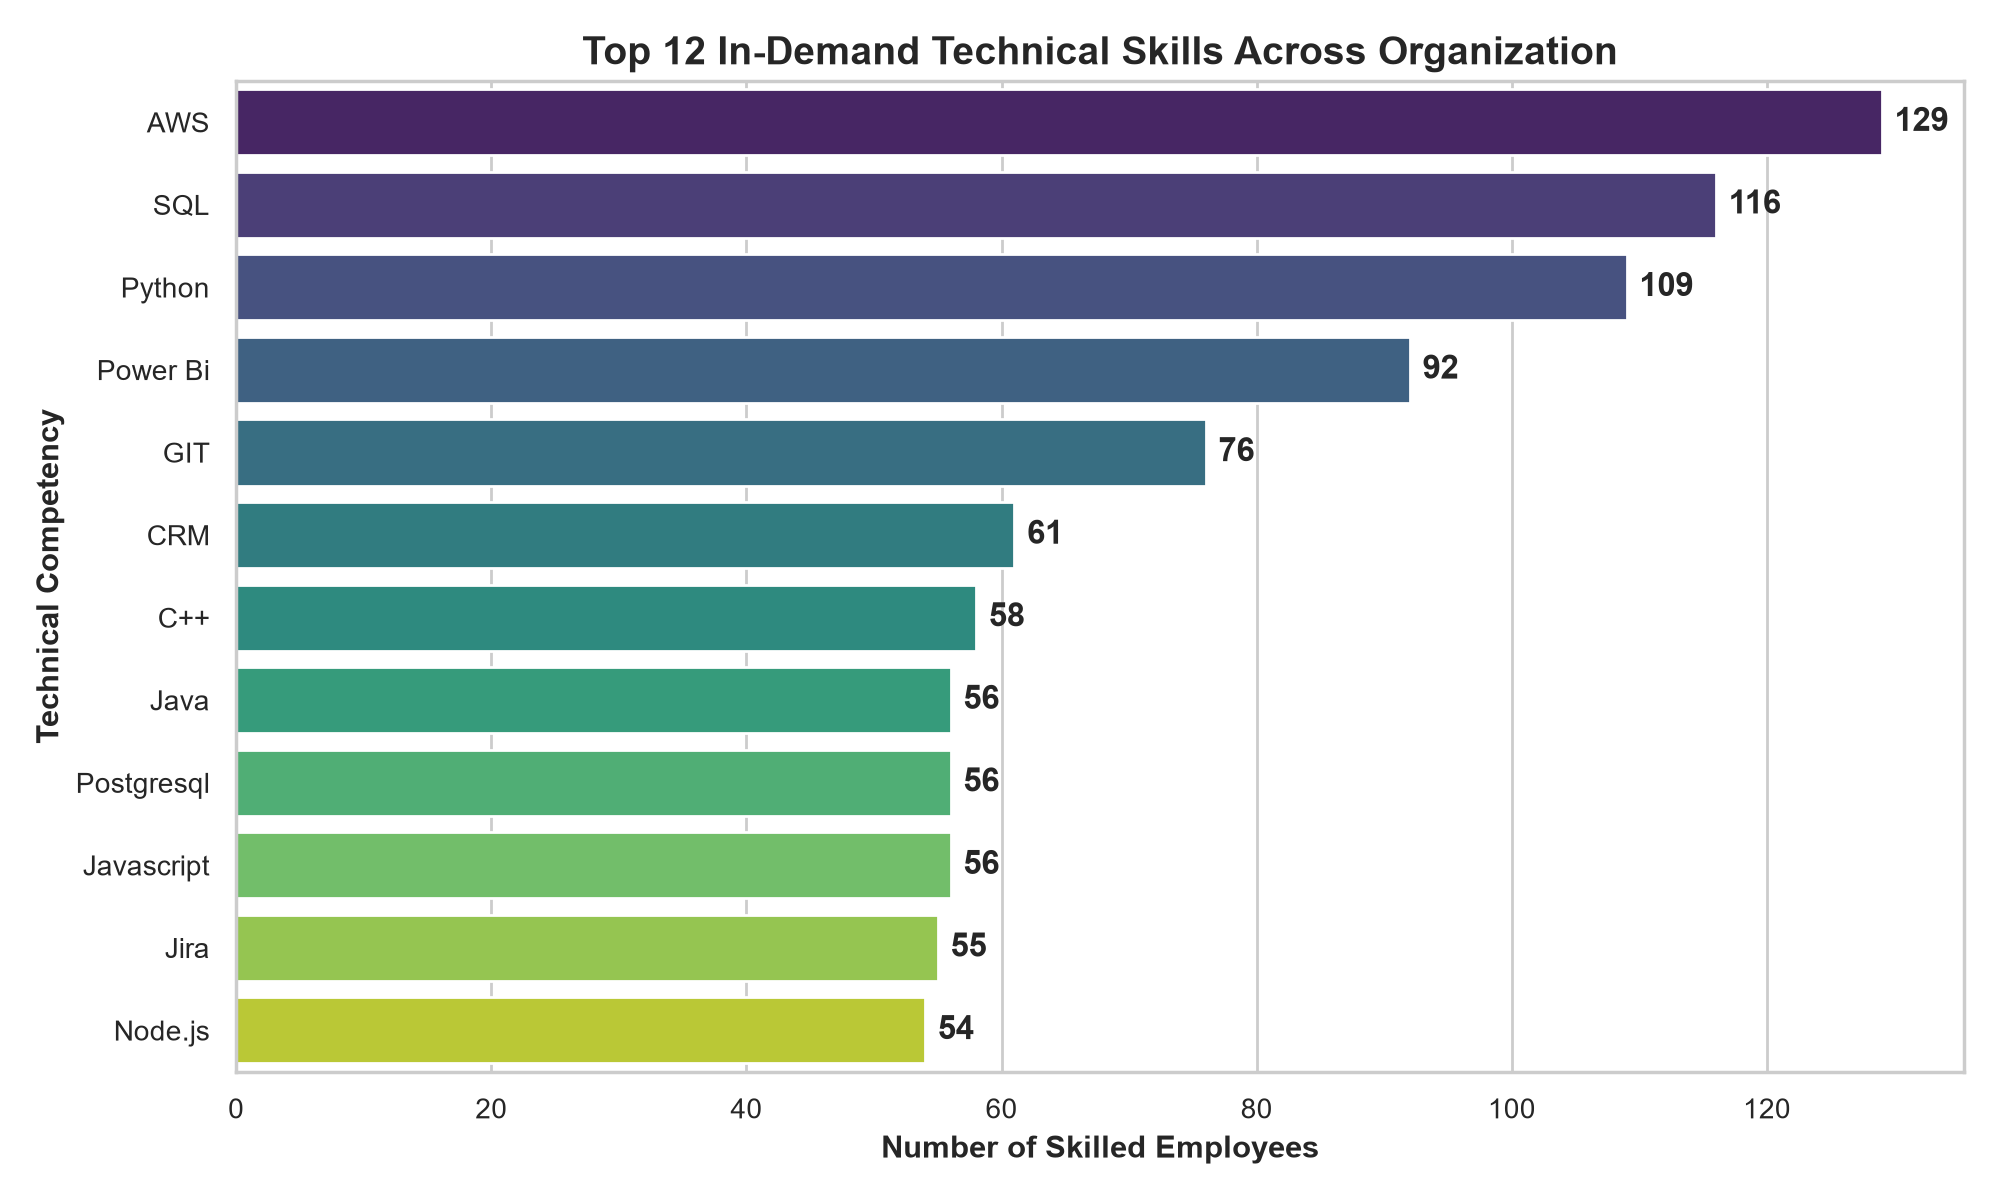 Top 12 In-Demand Technical Skills Across Organization
AWS 129
SQL 116
Python 109
Power Bi 92
GIT 76
CRM 61
C++ 58
Java 56
Postgresql 56
Javascript 56
Jira 55
Node.js 54
0 20 40 60 80 100 120
Number of Skilled Employees
Technical Competency